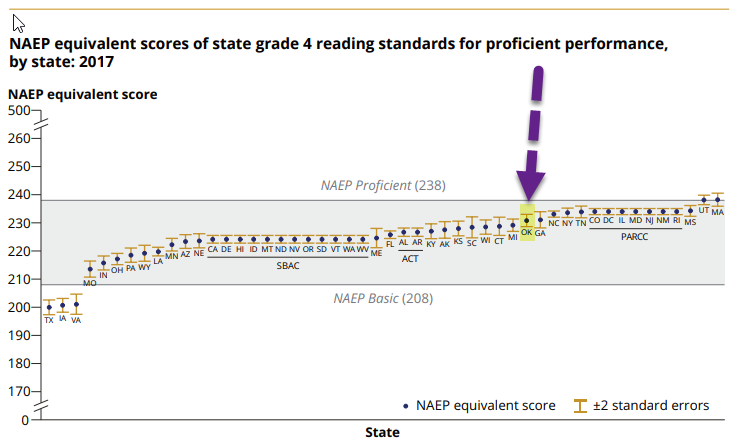 NAEP equivalent scores of state grade 4 reading standards for proficient performance,
by state: 2017
NAEP equivalent score
500
260
250
240
230
220
210
200
190
180
170
0
NAEP Proficient (238)
NAEP Basic (208)
TX IA VA MO IN OH PA WY LA MN AZ NE CA DE HI ID MT ND NV OR SD VT WA WV ME FL AL AR KY AK KS SC WI CT MI OK GA NC NY TN CO DC IL MD NJ NM RI MS UT MA
SBAC
ACT
PARCC
NAEP equivalent score
±2 standard errors
State